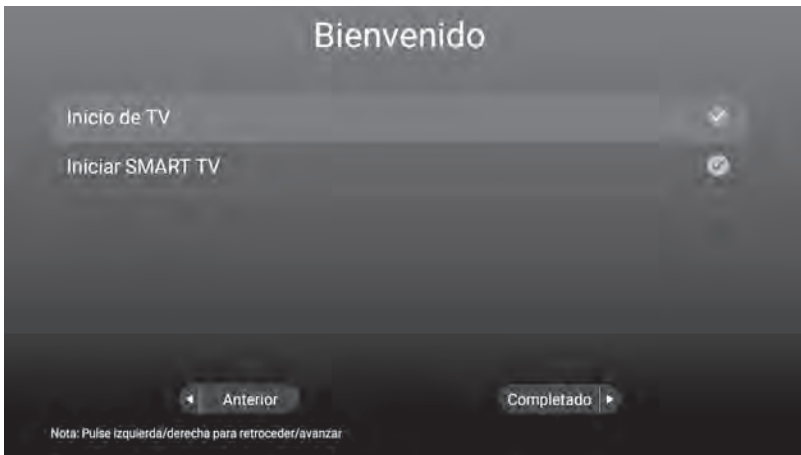 Bienvenido
Inicio de TV
Iniciar SMART TV
Anterior
Completado
Nota: Pulse izquierda/derecha para retroceder/avanzar